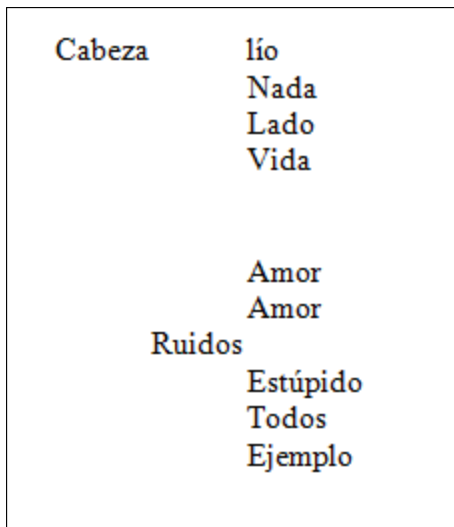 Cabeza lío
Nada
Lado
Vida
Amor
Amor
Ruidos
Estúpido
Todos
Ejemplo